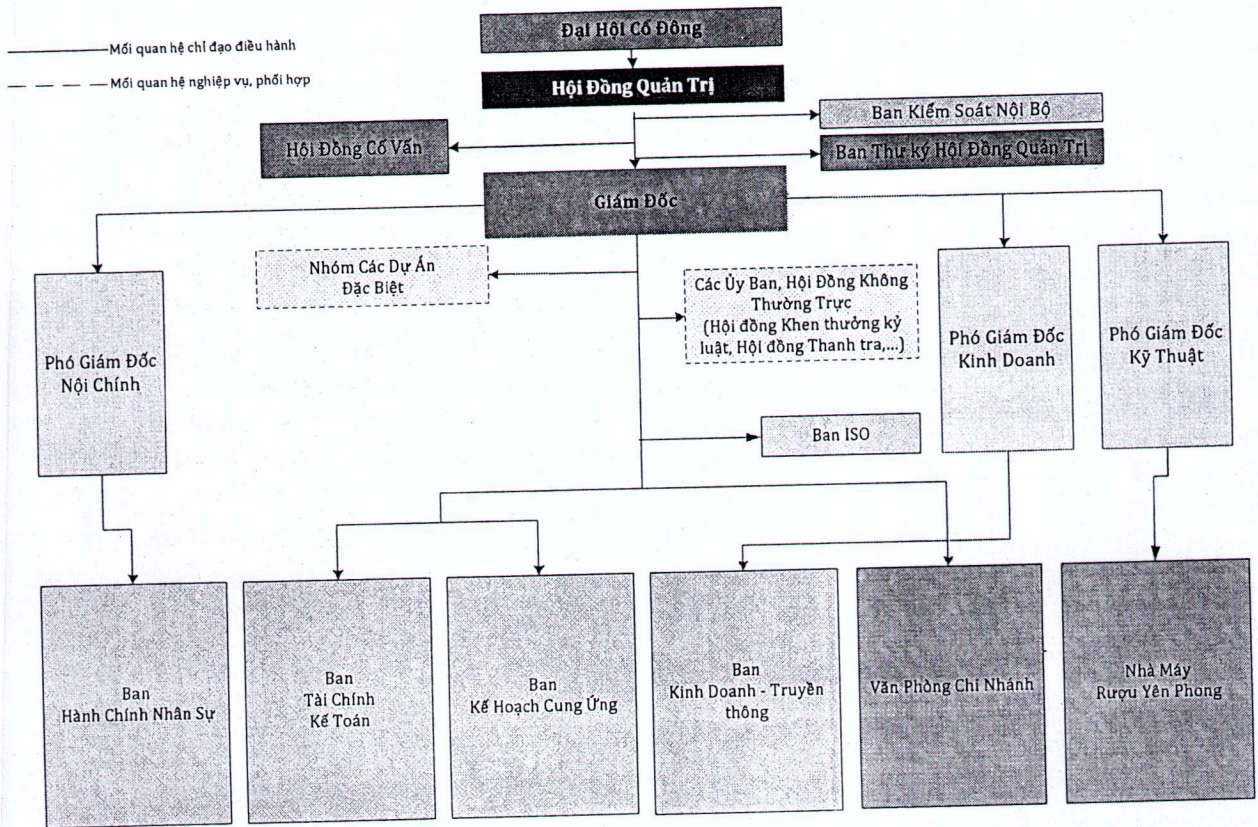 Đại Hội Cổ Đông
Mối quan hệ chỉ đạo điều hành
Mối quan hệ nghiệp vụ, phối hợp
Hội Đồng Quản Trị
Ban Kiểm Soát Nội Bộ
Hội Đồng Cố Vấn
Ban Thư ký Hội Đồng Quản Trị
Giám Đốc
Nhóm Các Dự Án
Đặc Biệt
Các Ủy Ban, Hội Đồng Không
Thường Trực
(Hội đồng Khen thưởng kỷ
luật, Hội đồng Thanh tra,...)
Phó Giám Đốc
Nội Chính
Phó Giám Đốc
Kinh Doanh
Phó Giám Đốc
Kỹ Thuật
Ban ISO
Ban
Hành Chính Nhân Sự
Ban
Tài Chính
Kế Toán
Ban
Kế Hoạch Cung Ứng
Ban
Kinh Doanh - Truyền
thông
Văn Phòng Chi Nhánh
Nhà Máy
Rượu Yên Phong